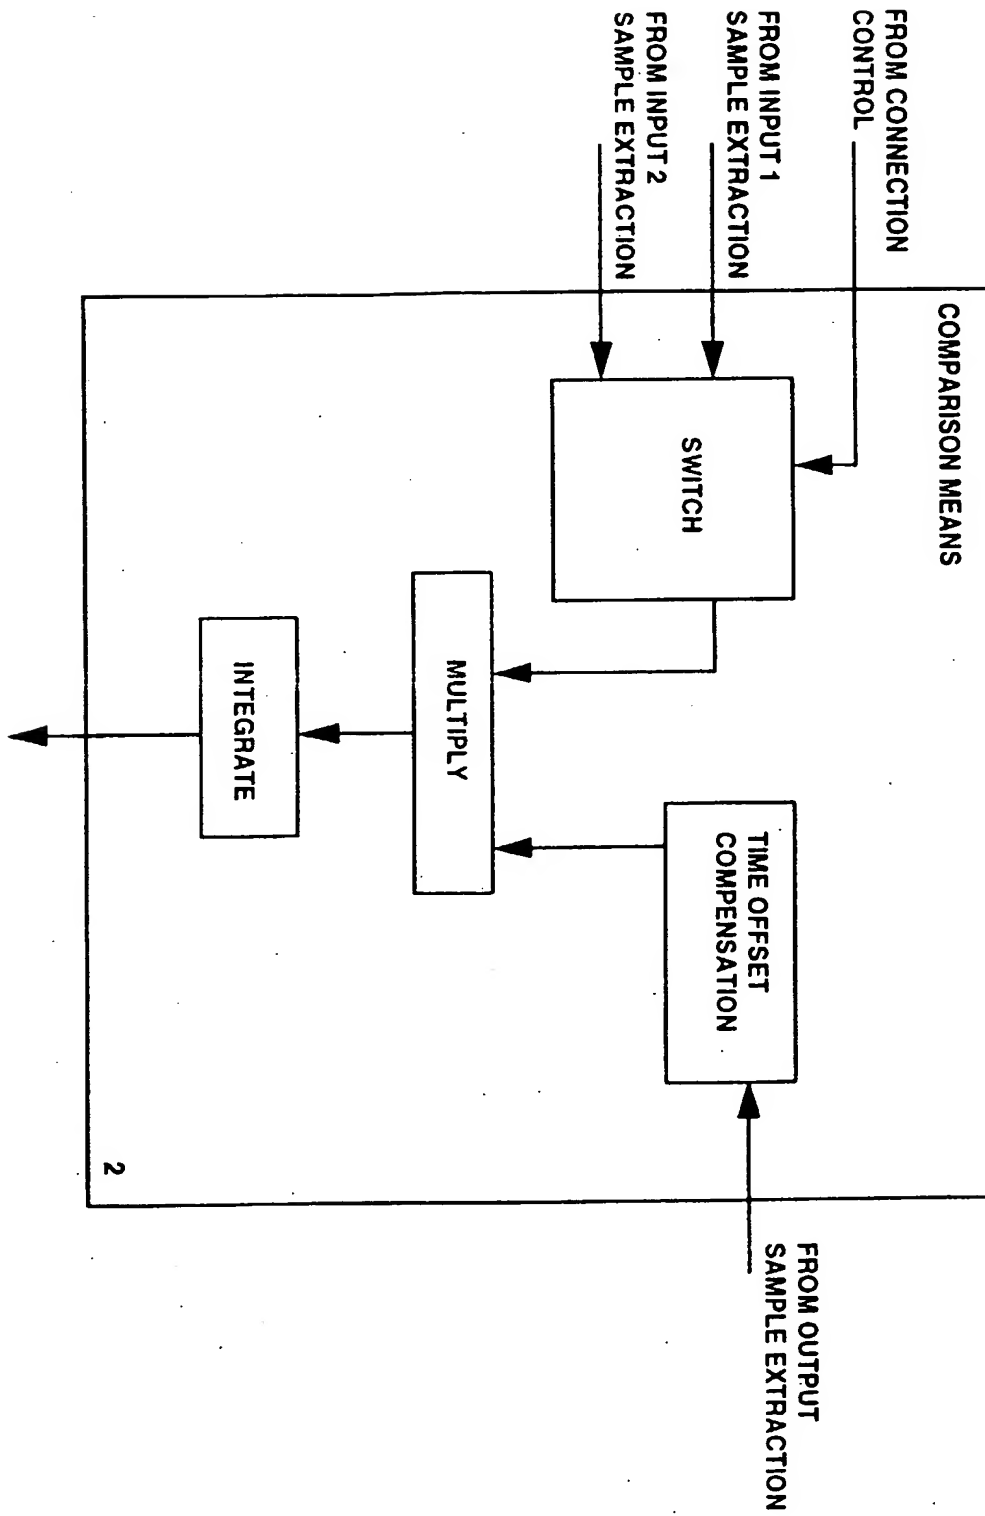 COMPARISON MEANS
FROM CONNECTION
CONTROL
FROM INPUT 1
SAMPLE EXTRACTION
FROM INPUT 2
SAMPLE EXTRACTION
SWITCH
TIME OFFSET
COMPENSATION
FROM OUTPUT
SAMPLE EXTRACTION
MULTIPLY
INTEGRATE
2